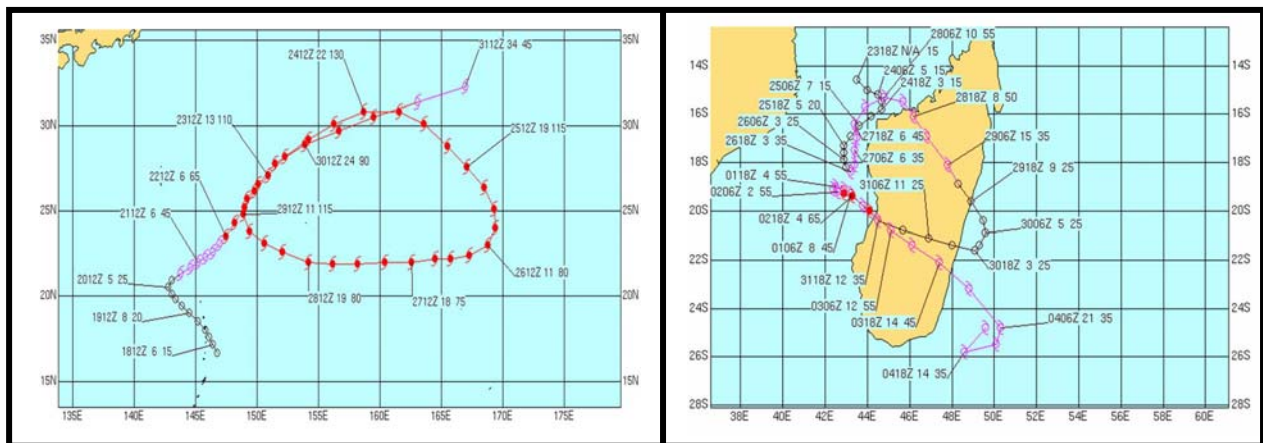 35N 35N
2412Z 22 130
3112Z 34 45
30N 30N
2312Z 13 110
2512Z 19 115
3012Z 24 90
2212Z 6 65
25N 25N
2912Z 11 115
2112Z 6 45
2012Z 5 25
2612Z 11 80
20N 20N
2812Z 19 80
2712Z 18 75
1912Z 8 20
1812Z 6 15
15N 15N
135E 140E 145E 150E 155E 160E 165E 170E 175E
2806Z 10 55
2318Z N/A 15
14S 14S
2406Z 5 15
2418Z 3 15
2506Z 7 15
2818Z 8 50
16S 16S
2518Z 5 20
2606Z 3 25
2718Z 6 45
2906Z 15 35
2618Z 3 35
2706Z 6 35
18S 18S
2918Z 9 25
0118Z 4 55
3106Z 11 25
0206Z 2 55
20S 20S
0218Z 4 65
3006Z 5 25
0106Z 8 45
22S 22S
3018Z 3 25
3118Z 12 35
0306Z 12 55
0318Z 14 45
24S 24S
0406Z 21 35
26S 26S
0418Z 14 35
28S 28S
38E 40E 42E 44E 46E 48E 50E 52E 54E 56E 58E 60E